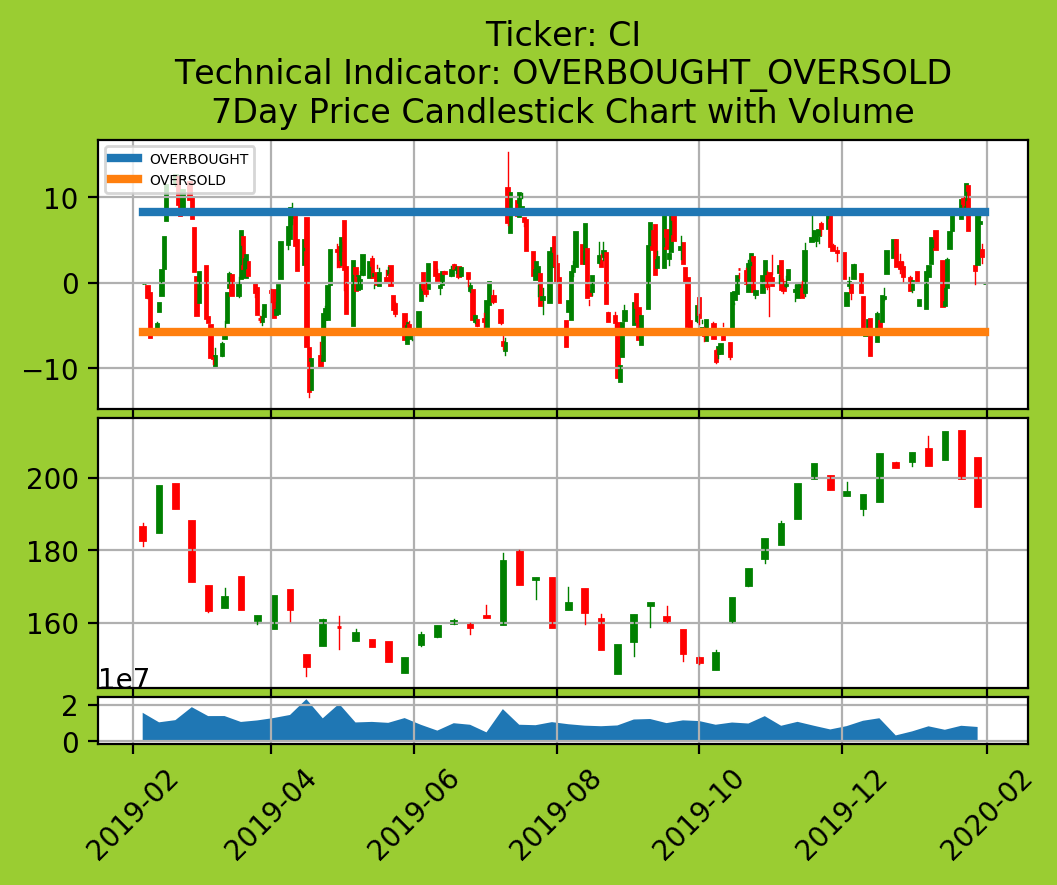 Ticker: CI
Technical Indicator: OVERBOUGHT_OVERSOLD
7Day Price Candlestick Chart with Volume
OVERBOUGHT
OVERSOLD
10
0
−10
200
180
160
1e7
2
0
2019-02
2019-04
2019-06
2019-08
2019-10
2019-12
2020-02